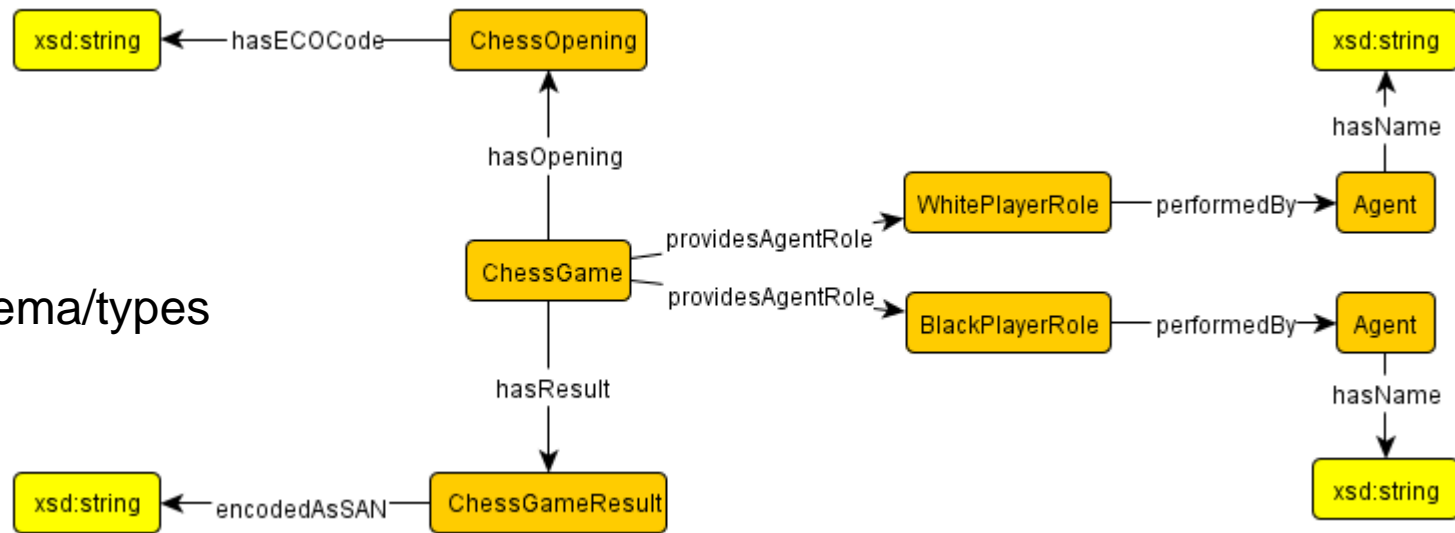 xsd:string
hasECOCode
ChessOpening
xsd:string
hasName
hasOpening
WhitePlayerRole
performedBy
Agent
providesAgentRole
ChessGame
providesAgentRole
ema/types
BlackPlayerRole
performedBy
Agent
hasResult
hasName
xsd:string
encodedAsSAN
ChessGameResult
xsd:string